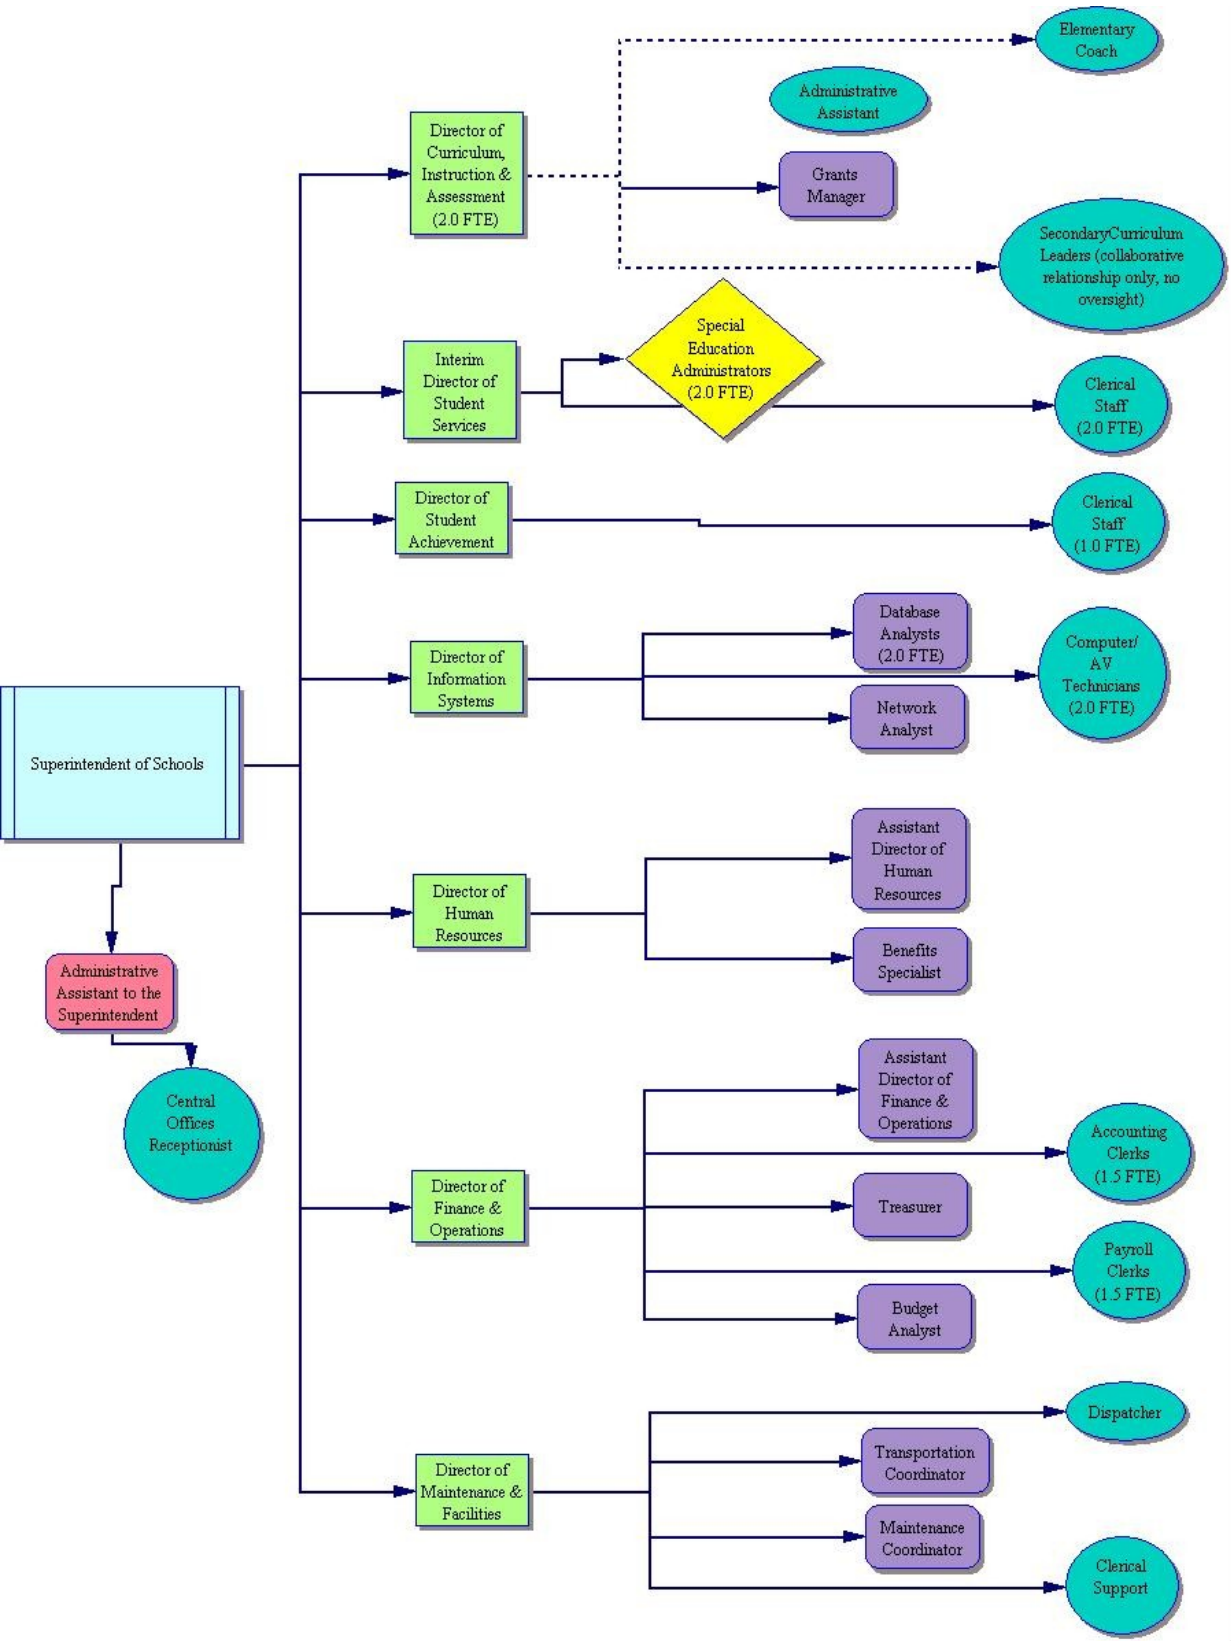 Elementary
Coach
Administrative
Assistant
Director of
Curriculum,
Instruction &
Assessment
(2.0 FTE)
Grants
Manager
SecondaryCurriculum
Leaders (collaborative
relationship only, no
oversight)
Interim
Director of
Student
Services
Special
Education
Administrators
(2.0 FTE)
Clerical
Staff
(2.0 FTE)
Director of
Student
Achievement
Clerical
Staff
(1.0 FTE)
Director of
Information
Systems
Database
Analysts
(2.0 FTE)
Computer/
AV
Technicians
(2.0 FTE)
Network
Analyst
Superintendent of Schools
Assistant
Director of
Human
Resources
Director of
Human
Resources
Benefits
Specialist
Administrative
Assistant to the
Superintendent
Central
Offices
Receptionist
Assistant
Director of
Finance &
Operations
Accounting
Clerks
(1.5 FTE)
Director of
Finance &
Operations
Treasurer
Payroll
Clerks
(1.5 FTE)
Budget
Analyst
Dispatcher
Director of
Maintenance &
Facilities
Transportation
Coordinator
Maintenance
Coordinator
Clerical
Support